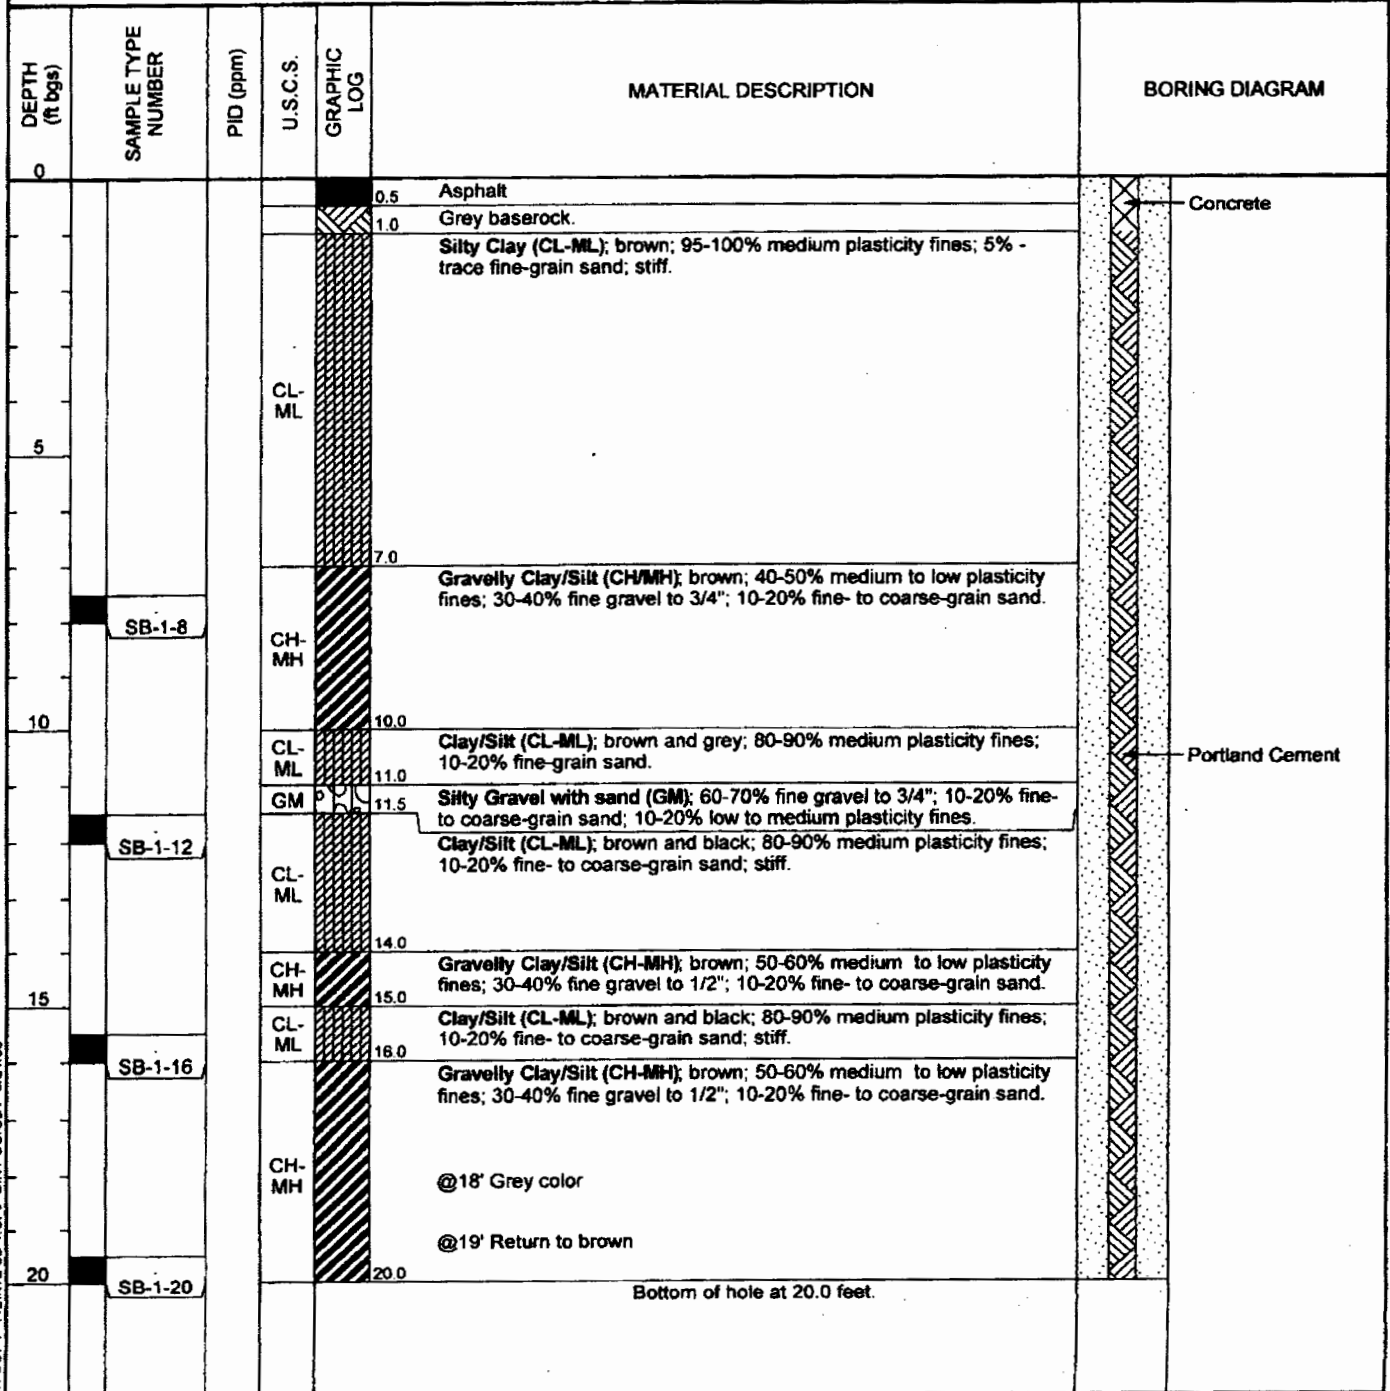 DEPTH
(ft bgs)
SAMPLE TYPE
NUMBER
PID (ppm)
U.S.C.S.
GRAPHIC
LOG
MATERIAL DESCRIPTION
BORING DIAGRAM
0
0.5
Asphalt
Concrete
1.0
Grey baserock.
Silty Clay (CL-ML); brown; 95-100% medium plasticity fines; 5% -
trace fine-grain sand; stiff.
CL-
ML
5
7.0
Gravelly Clay/Silt (CH/MH); brown; 40-50% medium to low plasticity
fines; 30-40% fine gravel to 3/4"; 10-20% fine- to coarse-grain sand.
SB-1-8
CH-
MH
10
10.0
CL-
ML
Clay/Silt (CL-ML); brown and grey; 80-90% medium plasticity fines;
10-20% fine-grain sand.
Portland Cement
11.0
GM
11.5
Silty Gravel with sand (GM); 60-70% fine gravel to 3/4"; 10-20% fine-
to coarse-grain sand; 10-20% low to medium plasticity fines.
SB-1-12
Clay/Silt (CL-ML); brown and black; 80-90% medium plasticity fines;
10-20% fine- to coarse-grain sand; stiff.
CL-
ML
14.0
CH-
MH
Gravelly Clay/Silt (CH-MH); brown; 50-60% medium to low plasticity
fines; 30-40% fine gravel to 1/2"; 10-20% fine- to coarse-grain sand.
15
15.0
CL-
ML
Clay/Silt (CL-ML); brown and black; 80-90% medium plasticity fines;
10-20% fine- to coarse-grain sand; stiff.
16.0
SB-1-16
Gravelly Clay/Silt (CH-MH); brown; 50-60% medium to low plasticity
fines; 30-40% fine gravel to 1/2"; 10-20% fine- to coarse-grain sand.
CH-
MH
@18' Grey color
@19' Return to brown
20
20.0
SB-1-20
Bottom of hole at 20.0 feet.